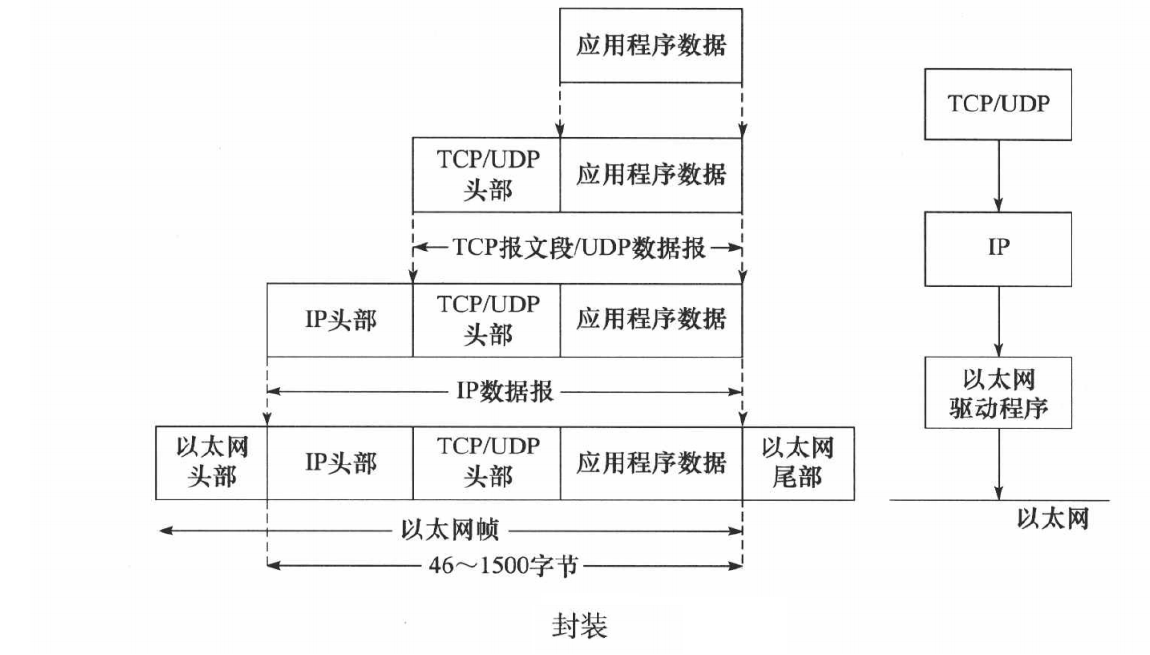 应用程序数据
TCP/UDP
头部
应用程序数据
TCP报文段/UDP数据报
IP头部
TCP/UDP
头部
应用程序数据
IP数据报
以太网
头部
IP头部
TCP/UDP
头部
应用程序数据
以太网
尾部
以太网帧
46～1500字节
TCP/UDP
IP
以太网
驱动程序
以太网
封装